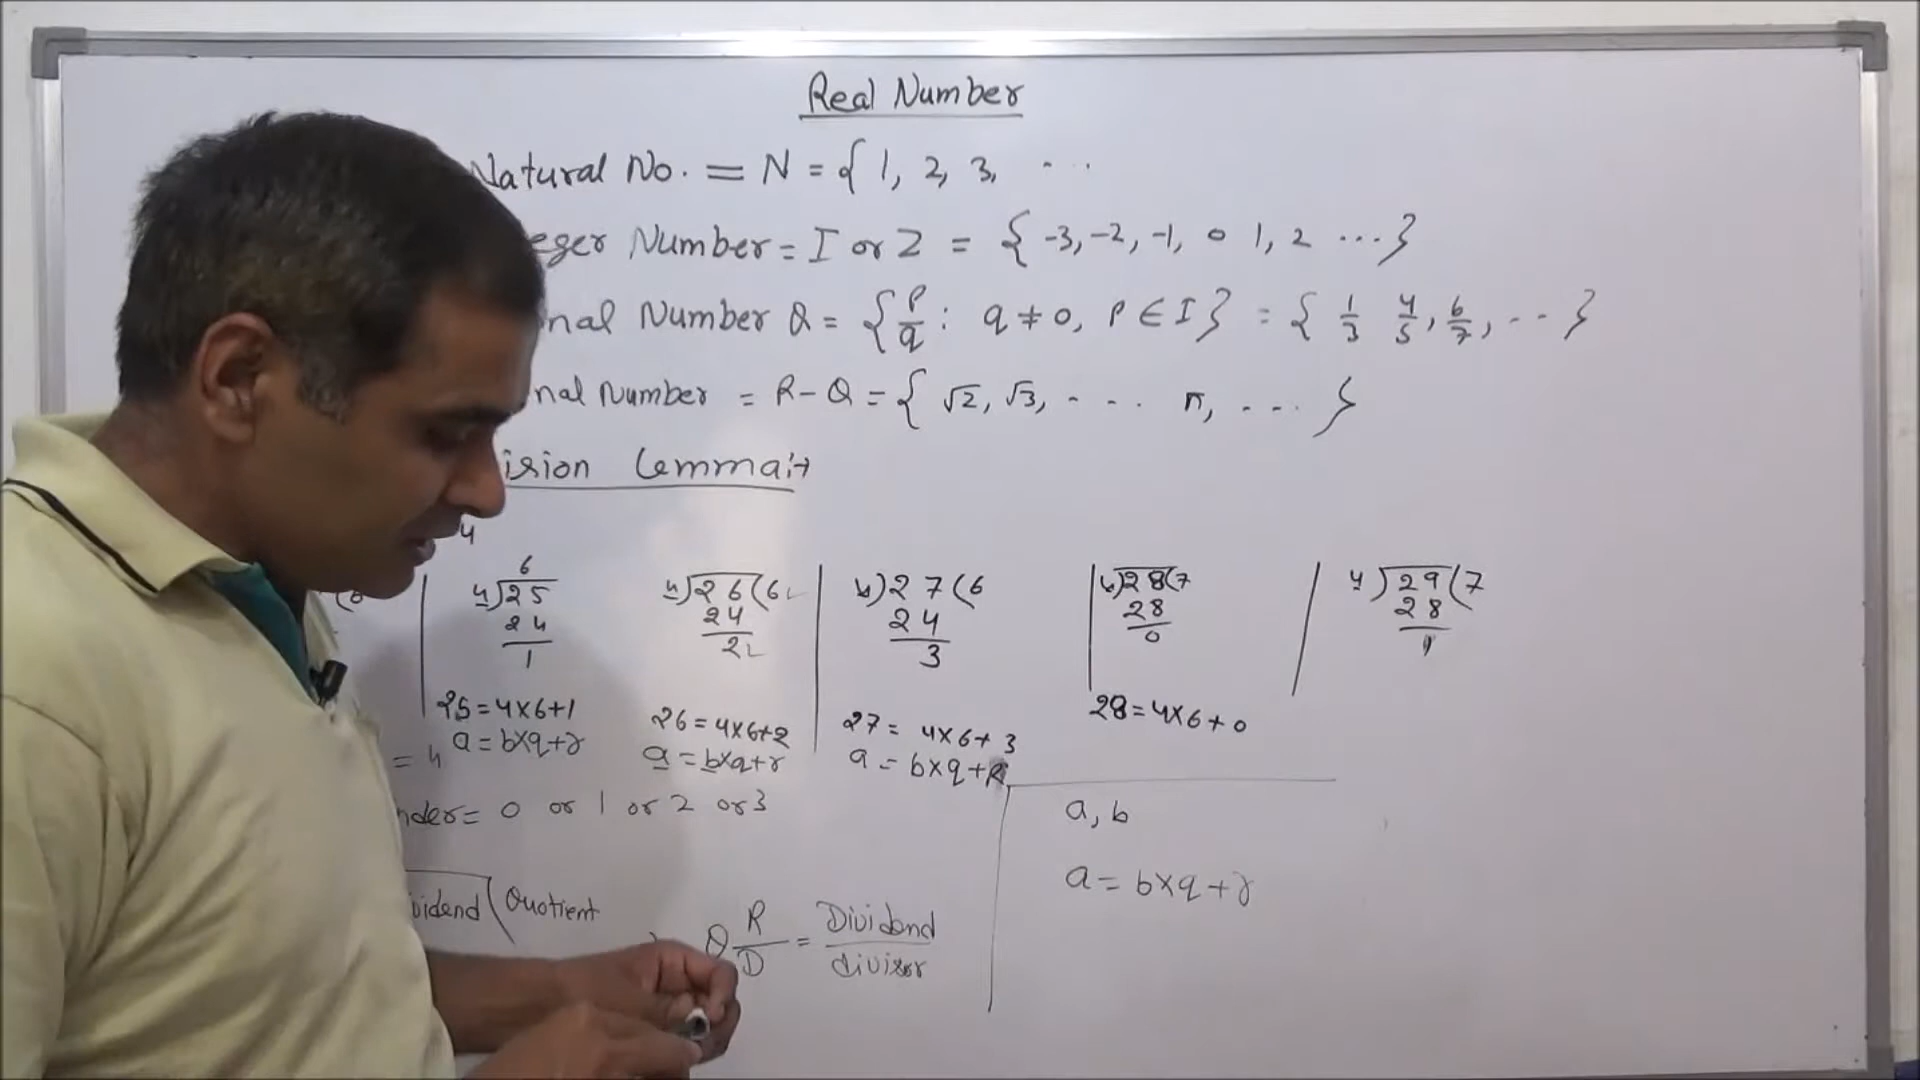 Real Number
Natural No. = N = { 1, 2, 3, ...
eger Number = I or Z = { -3, -2, -1, 0 1, 2 ... }
nal Number Q = { p/q : q ≠ 0, P ∈ I } = { 1/3 4/5, 6/7, ... }
nal Number = R - Q = { √2, √3, - - - . π, - - - . }
ision Lemma :→
4
6
4)25
24
1
4)26(6
24
2
4)27(6
24
3
4)28(7
28
0
4)29(7
28
1
25 = 4×6+1
a = b×q+r
26 = 4×6+2
a = b×q+r
27 = 4×6+3
a = b×q+R
28 = 4×6+0
= 4
nder = 0 or 1 or 2 or 3
vidend ( Quotient
Q R/D = Dividend/divisor
a, b
a = b×q+r